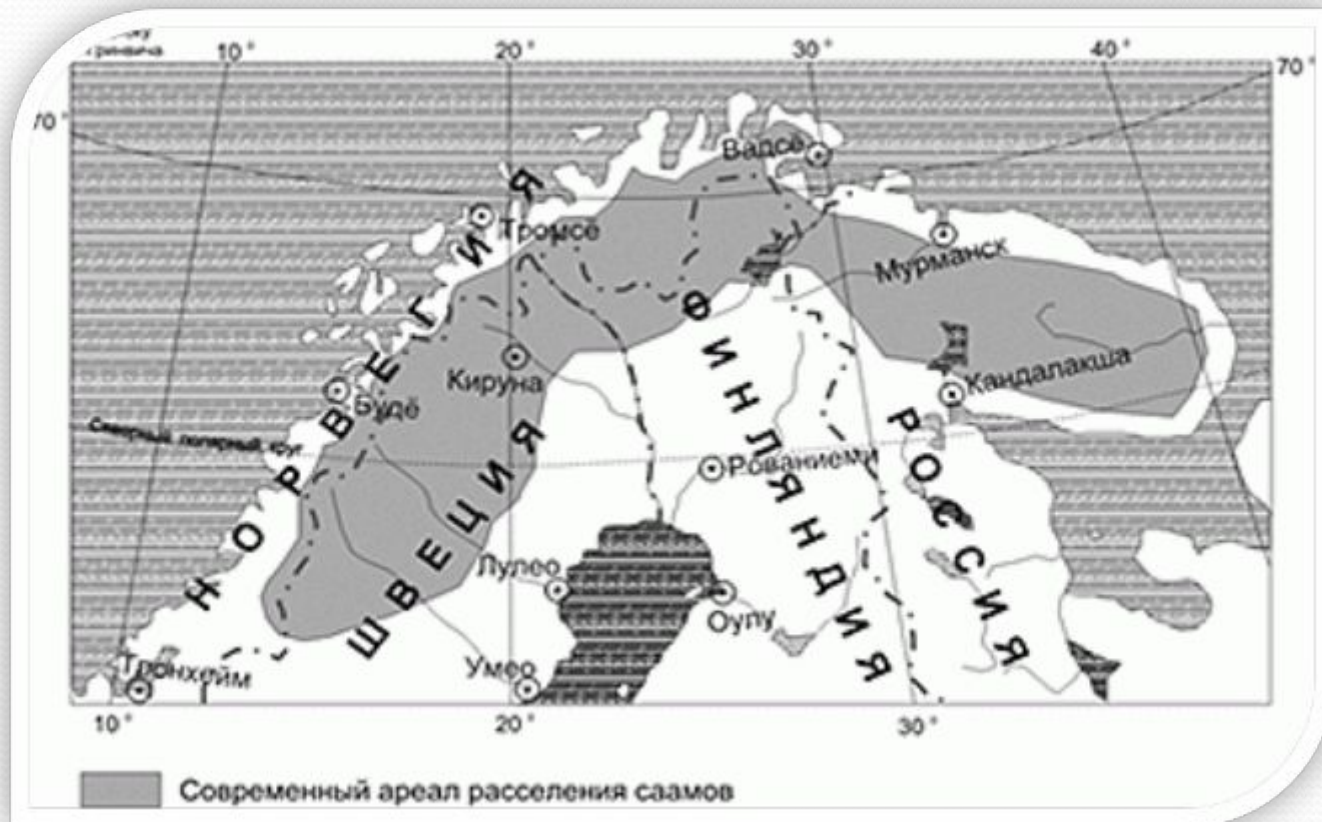 10° 20° 30° 40°
70°
70°
Вадсё
Тромсё
Мурманск
Кируна
Будё
Кандалакша
Северный полярный круг
Рованиеми
НОРВЕГИЯ
ШВЕЦИЯ
ФИНЛЯНДИЯ
РОССИЯ
Лулео
Оулу
Умео
Тронхейм
10° 20° 30°
Современный ареал расселения саамов